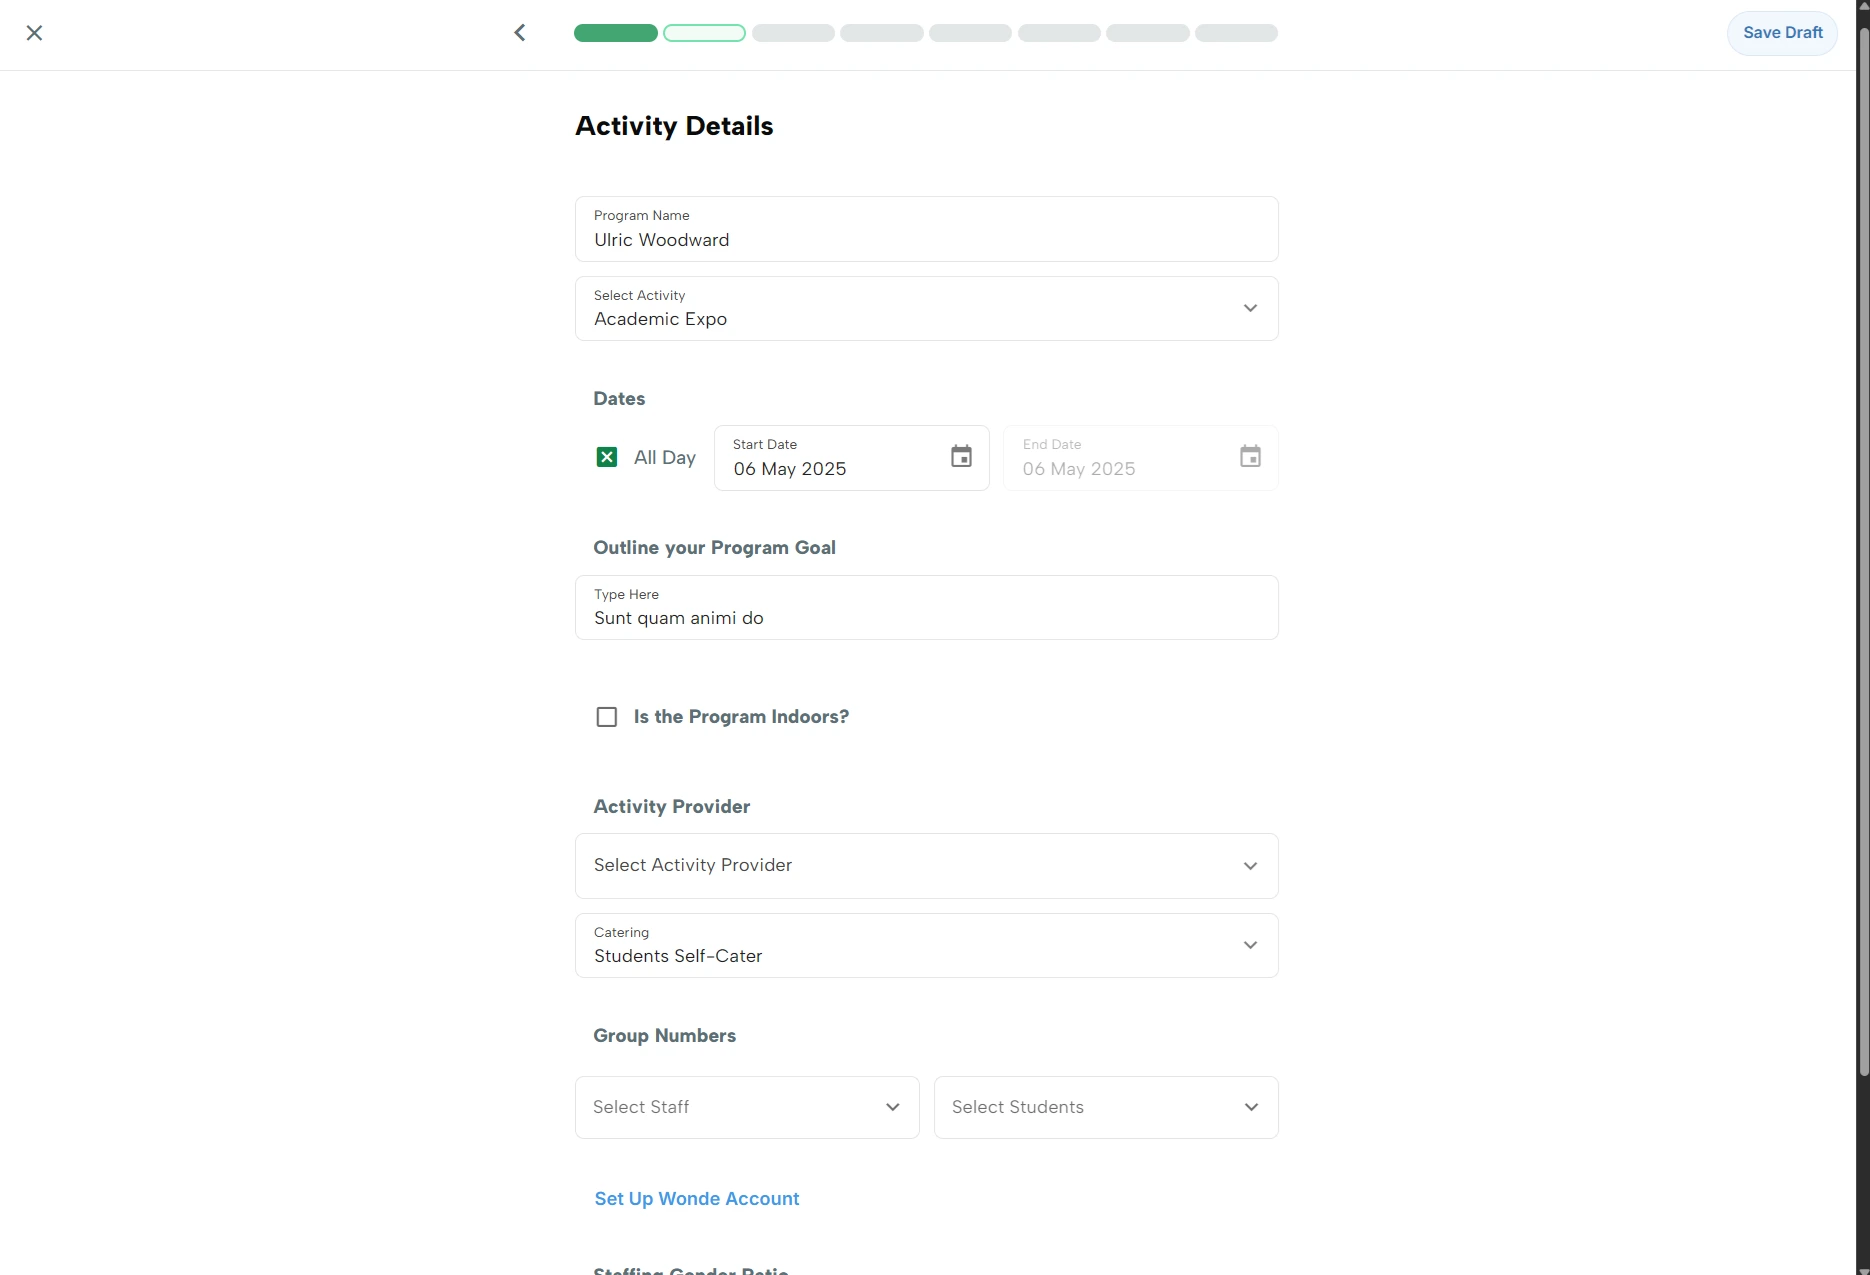 Save Draft
Activity Details
Program Name
Ulric Woodward
Select Activity
Academic Expo
Dates
All Day
Start Date
06 May 2025
End Date
06 May 2025
Outline your Program Goal
Type Here
Sunt quam animi do
Is the Program Indoors?
Activity Provider
Select Activity Provider
Catering
Students Self-Cater
Group Numbers
Select Staff
Select Students
Set Up Wonde Account
Staffing Gender Ratio